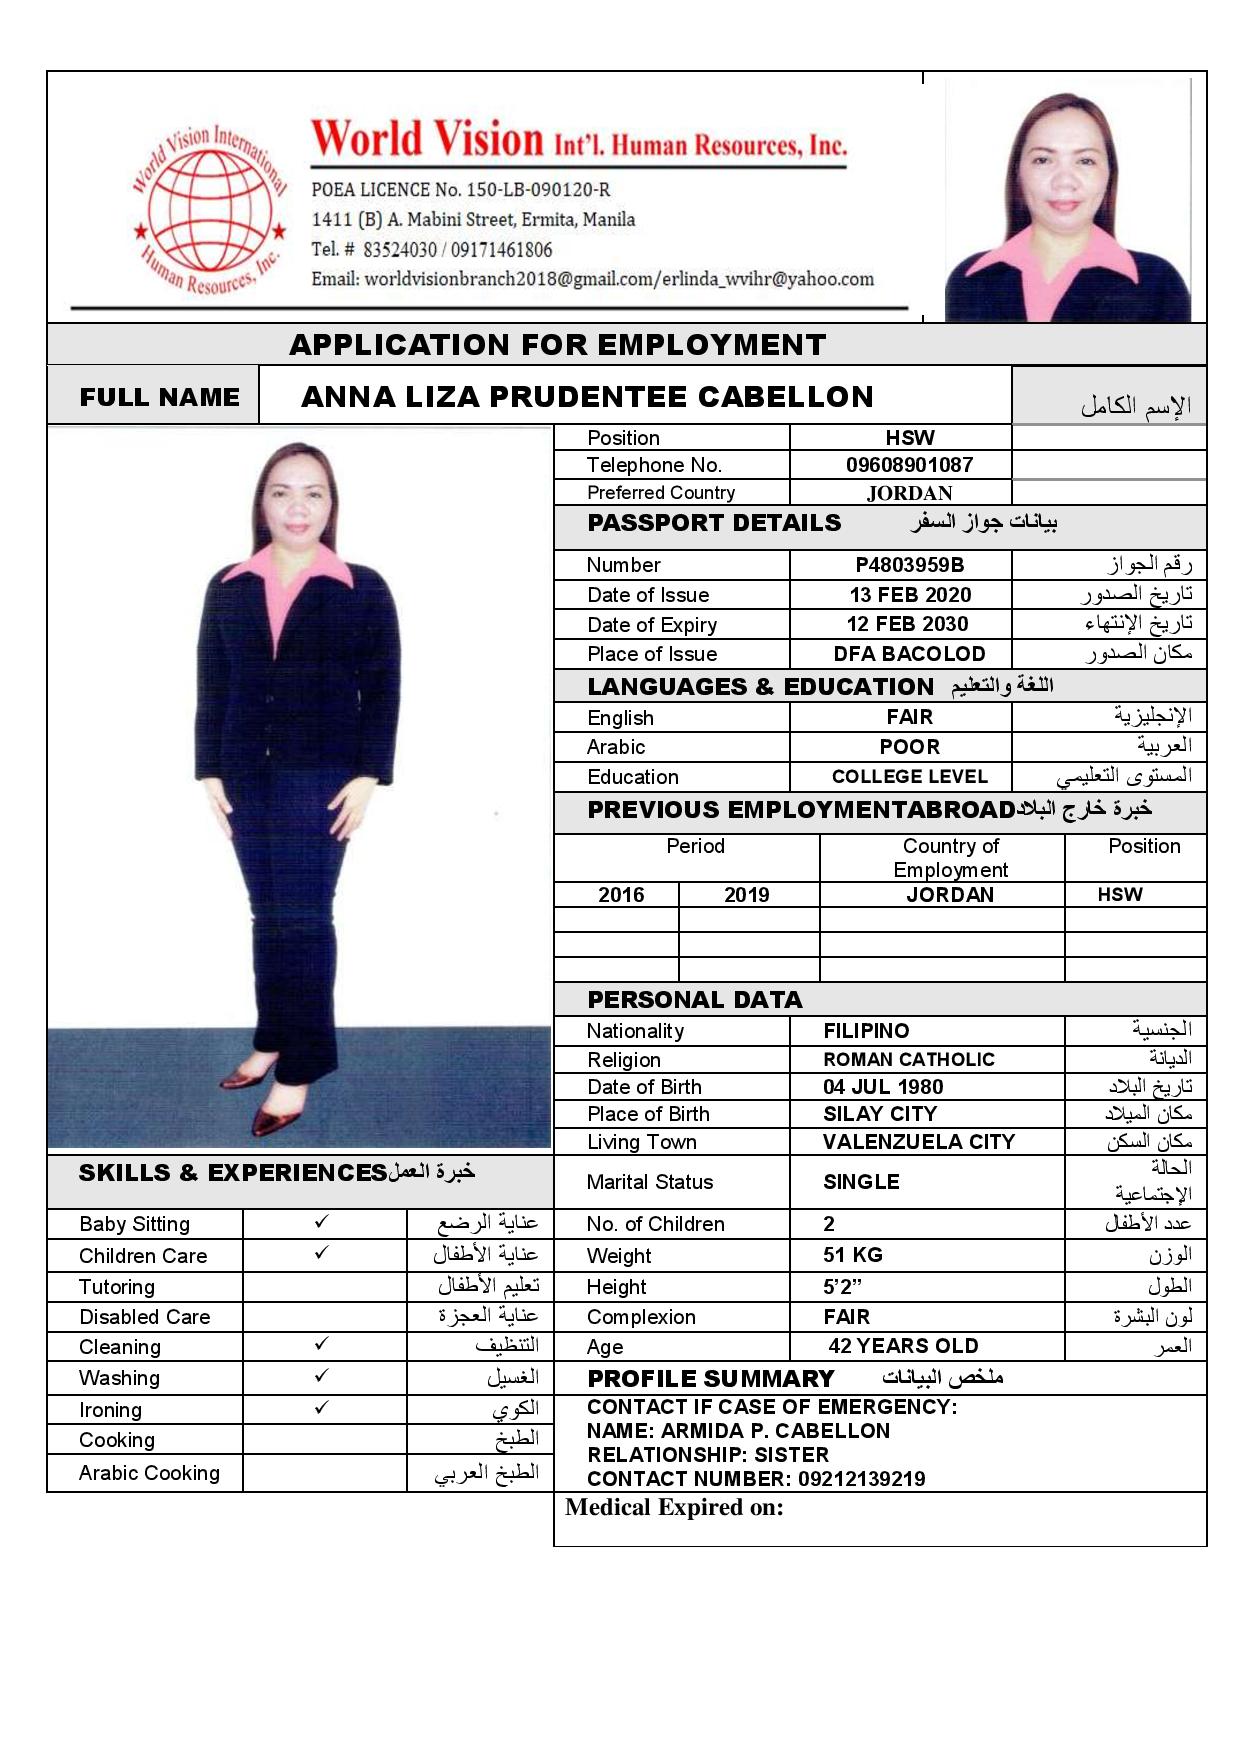 World Vision International
Human Resources, Inc.
World Vision Int'l. Human Resources, Inc.
POEA LICENCE No. 150-LB-090120-R
1411 (B) A. Mabini Street, Ermita, Manila
Tel. # 83524030 / 09171461806
Email: worldvisionbranch2018@gmail.com/erlinda_wvihr@yahoo.com
APPLICATION FOR EMPLOYMENT
FULL NAME ANNA LIZA PRUDENTEE CABELLON الإسم الكامل
Position HSW
Telephone No. 09608901087
Preferred Country JORDAN
PASSPORT DETAILS بيانات جواز السفر
Number P4803959B رقم الجواز
Date of Issue 13 FEB 2020 تاريخ الصدور
Date of Expiry 12 FEB 2030 تاريخ الإنتهاء
Place of Issue DFA BACOLOD مكان الصدور
LANGUAGES & EDUCATION اللغة والتعليم
English FAIR الإنجليزية
Arabic POOR العربية
Education COLLEGE LEVEL المستوى التعليمي
PREVIOUS EMPLOYMENTABROAD خبرة خارج البلاد
Period Country of Employment Position
2016 2019 JORDAN HSW
PERSONAL DATA
Nationality FILIPINO الجنسية
Religion ROMAN CATHOLIC الديانة
Date of Birth 04 JUL 1980 تاريخ البلاد
Place of Birth SILAY CITY مكان الميلاد
Living Town VALENZUELA CITY مكان السكن
Marital Status SINGLE الحالة الإجتماعية
No. of Children 2 عدد الأطفال
Weight 51 KG الوزن
Height 5’2” الطول
Complexion FAIR لون البشرة
Age 42 YEARS OLD العمر
SKILLS & EXPERIENCES خبرة العمل
Baby Sitting ✓ عناية الرضع
Children Care ✓ عناية الأطفال
Tutoring تعليم الأطفال
Disabled Care عناية العجزة
Cleaning ✓ التنظيف
Washing ✓ الغسيل
Ironing ✓ الكوي
Cooking الطبخ
Arabic Cooking الطبخ العربي
PROFILE SUMMARY ملخص البيانات
CONTACT IF CASE OF EMERGENCY:
NAME: ARMIDA P. CABELLON
RELATIONSHIP: SISTER
CONTACT NUMBER: 09212139219
Medical Expired on: